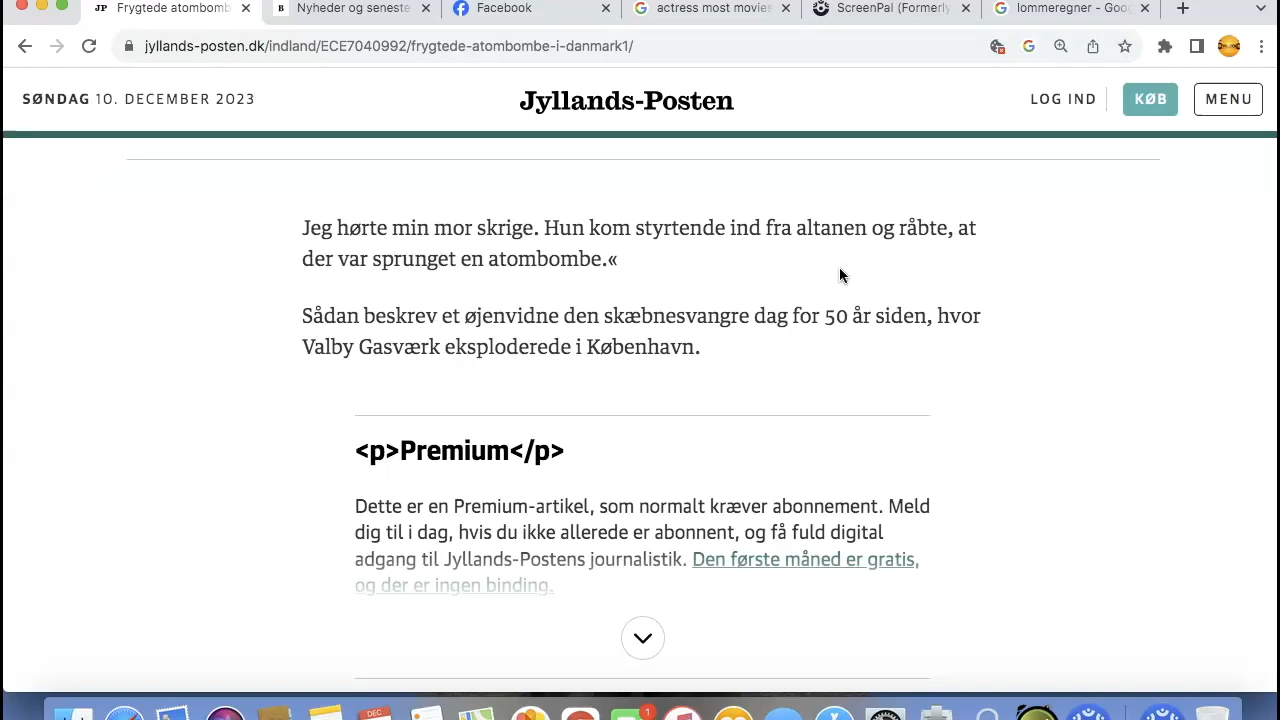 Frygtede atombomb
Nyheder og seneste
Facebook
actress most movies
ScreenPal (Formerly
lommeregner - Goo
jyllands-posten.dk/indland/ECE7040992/frygtede-atombombe-i-danmark1/
SØNDAG 10. DECEMBER 2023
Jyllands-Posten
LOG IND
KØB
MENU
Jeg hørte min mor skrige. Hun kom styrtende ind fra altanen og råbte, at
der var sprunget en atombombe.«
Sådan beskrev et øjenvidne den skæbnesvangre dag for 50 år siden, hvor
Valby Gasværk eksploderede i København.
<p>Premium</p>
Dette er en Premium-artikel, som normalt kræver abonnement. Meld
dig til i dag, hvis du ikke allerede er abonnent, og få fuld digital
adgang til Jyllands-Postens journalistik. Den første måned er gratis,
og der er ingen binding.
DEC
1